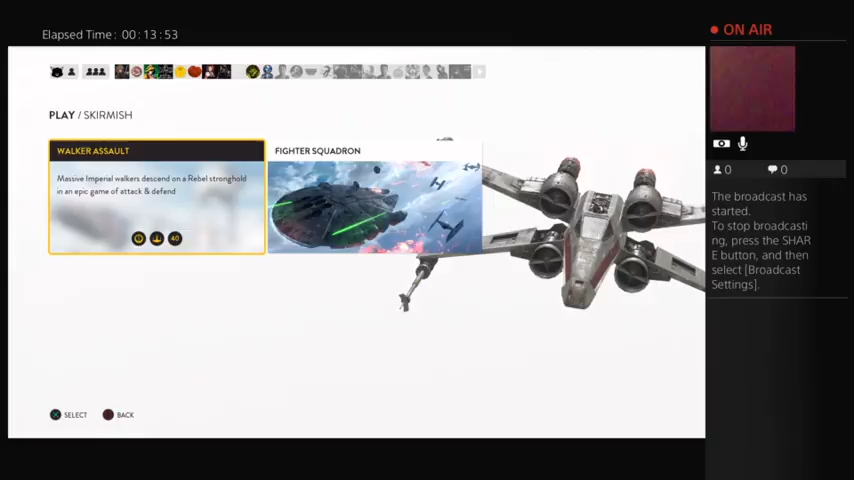 Elapsed Time: 00:13:53
ON AIR
PLAY / SKIRMISH
WALKER ASSAULT
Massive Imperial walkers descend on a Rebel stronghold
in an epic game of attack & defend
40
FIGHTER SQUADRON
SELECT
BACK
0
0
The broadcast has
started.
To stop broadcasti
ng, press the SHAR
E button, and then
select [Broadcast
Settings].